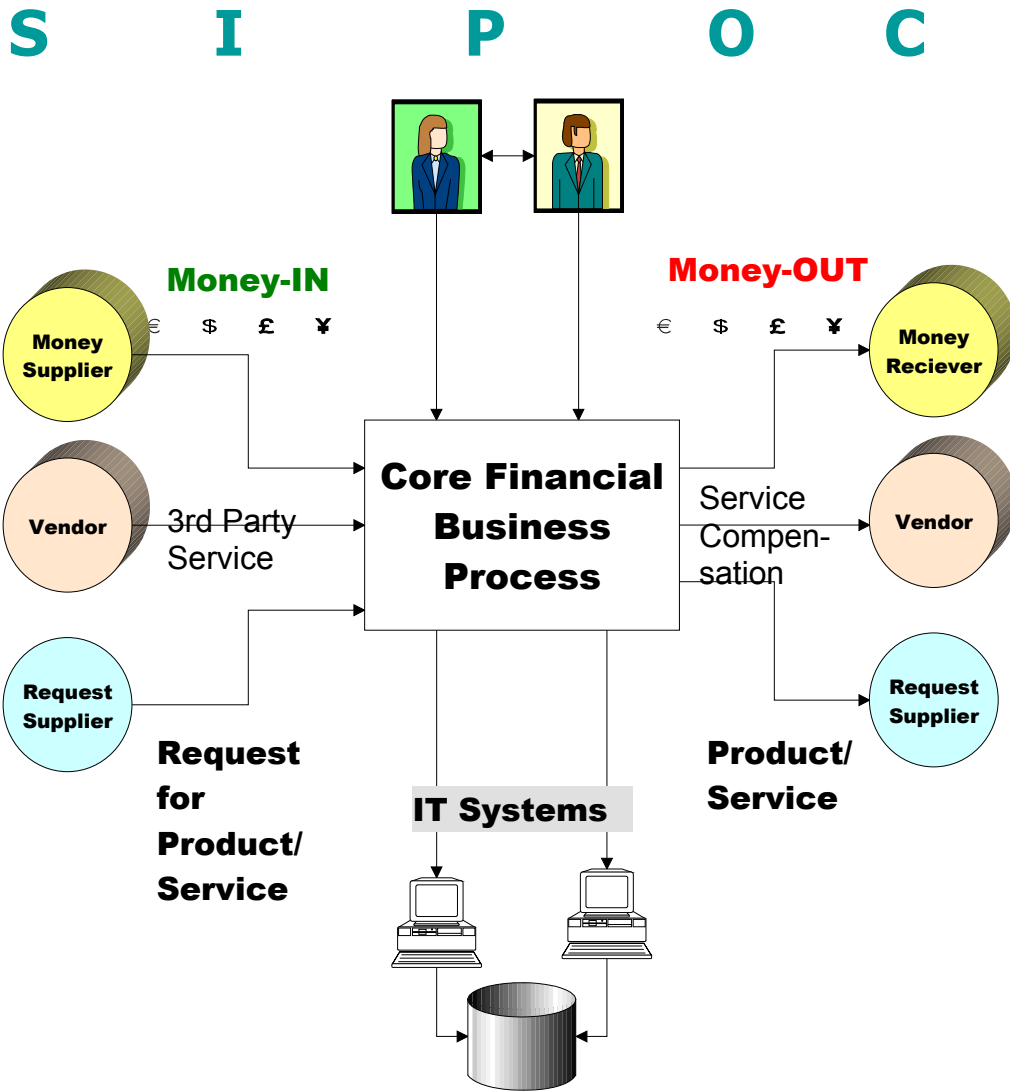 S I P O C
Money-IN
€ $ £ ¥
Money-OUT
€ $ £ ¥
Money
Supplier
Money
Reciever
Core Financial
Business
Process
Vendor
3rd Party
Service
Service
Compen-
sation
Vendor
Request
Supplier
Request
Supplier
Request
for
Product/
Service
Product/
Service
IT Systems